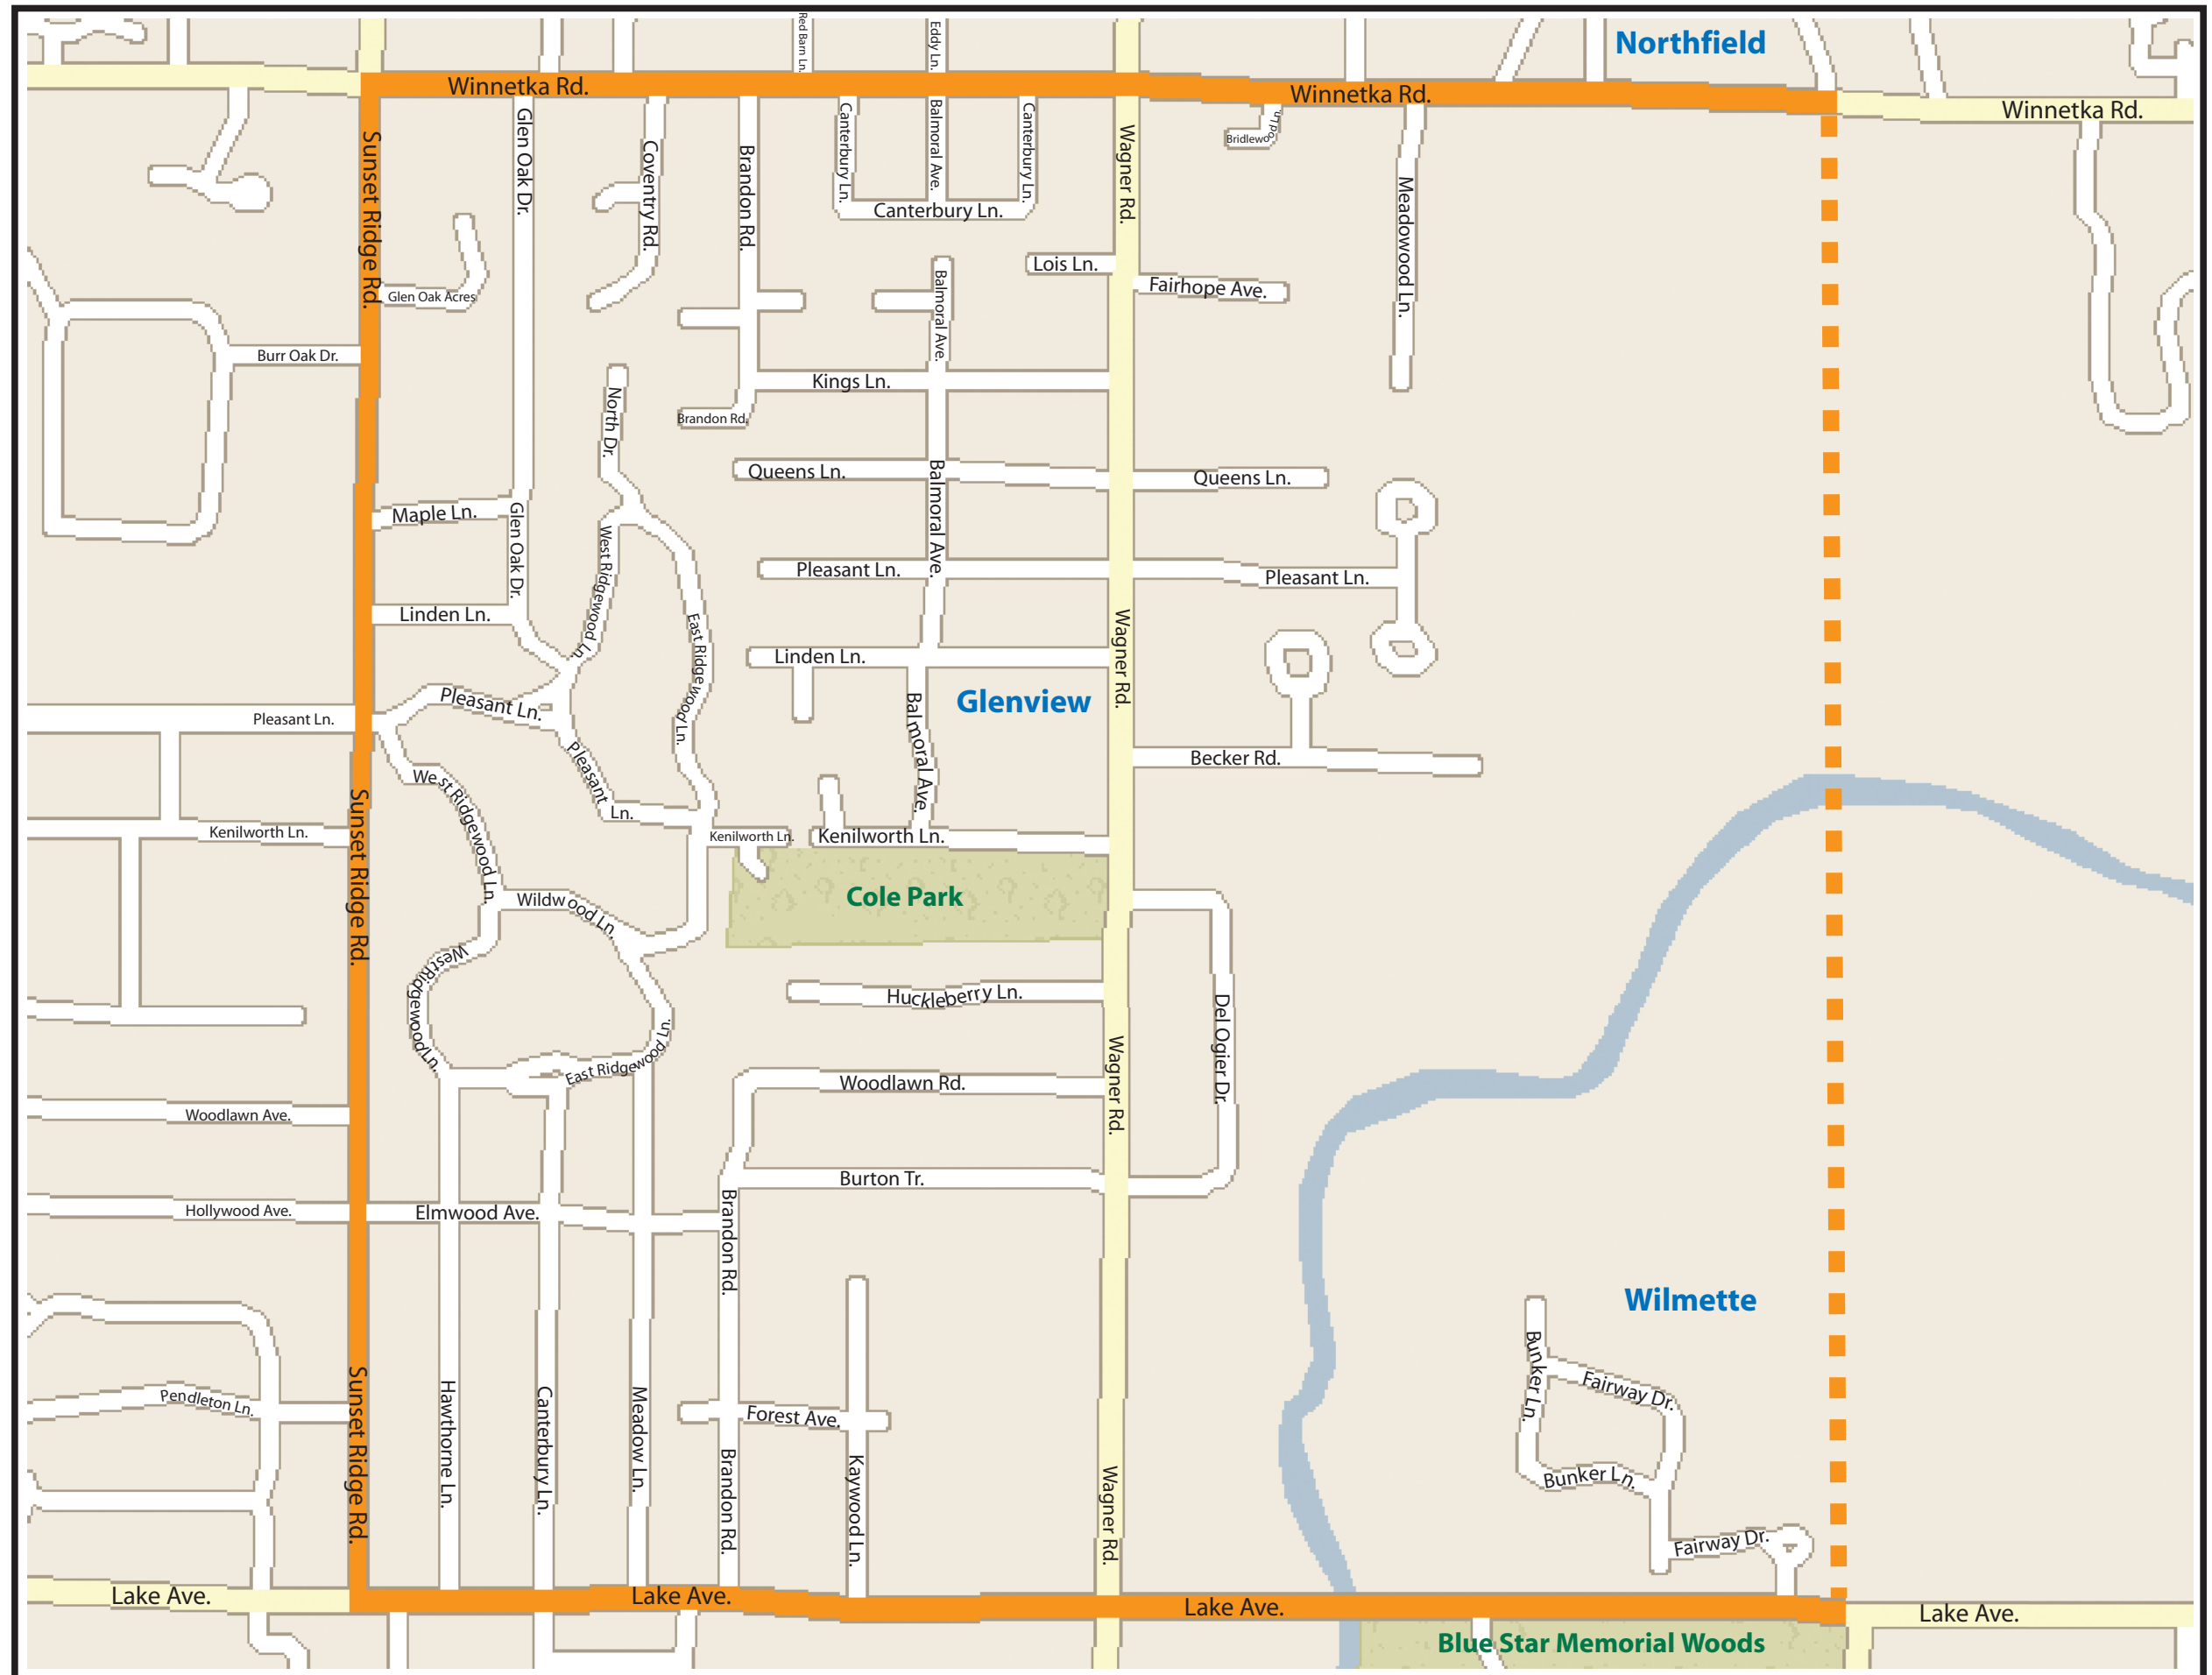 Red Barn Ln.
Eddy Ln.
Northfield
Winnetka Rd.
Winnetka Rd.
Winnetka Rd.
Sunset Ridge Rd.
Glen Oak Dr.
Coventry Rd.
Brandon Rd.
Canterbury Ln.
Balmoral Ave.
Canterbury Ln.
Canterbury Ln.
Wagner Rd.
Meadowood Ln.
Lois Ln.
Fairhope Ave.
Glen Oak Acres
Balmoral Ave.
Burr Oak Dr.
Kings Ln.
North Dr.
Brandon Rd.
Queens Ln.
Queens Ln.
Balmoral Ave.
Maple Ln.
Glen Oak Dr.
West Ridgewood Ln.
Pleasant Ln.
Pleasant Ln.
Linden Ln.
East Ridgewood Ln.
Wagner Rd.
Linden Ln.
Glenview
Pleasant Ln.
Pleasant Ln.
Balmoral Ave.
Pleasant Ln.
Becker Rd.
West Ridgewood Ln.
Sunset Ridge Rd.
Kenilworth Ln.
Kenilworth Ln.
Kenilworth Ln.
Cole Park
Wildwood Ln.
West Ridgewood Ln.
Huckleberry Ln.
Del Ogier Dr.
East Ridgewood Ln.
Woodlawn Rd.
Wagner Rd.
Woodlawn Ave.
Burton Tr.
Hollywood Ave.
Elmwood Ave.
Brandon Rd.
Wilmette
Bunker Ln.
Fairway Dr.
Pendleton Ln.
Sunset Ridge Rd.
Hawthorne Ln.
Canterbury Ln.
Meadow Ln.
Forest Ave.
Brandon Rd.
Kaywood Ln.
Wagner Rd.
Bunker Ln.
Fairway Dr.
Lake Ave.
Lake Ave.
Lake Ave.
Lake Ave.
Blue Star Memorial Woods